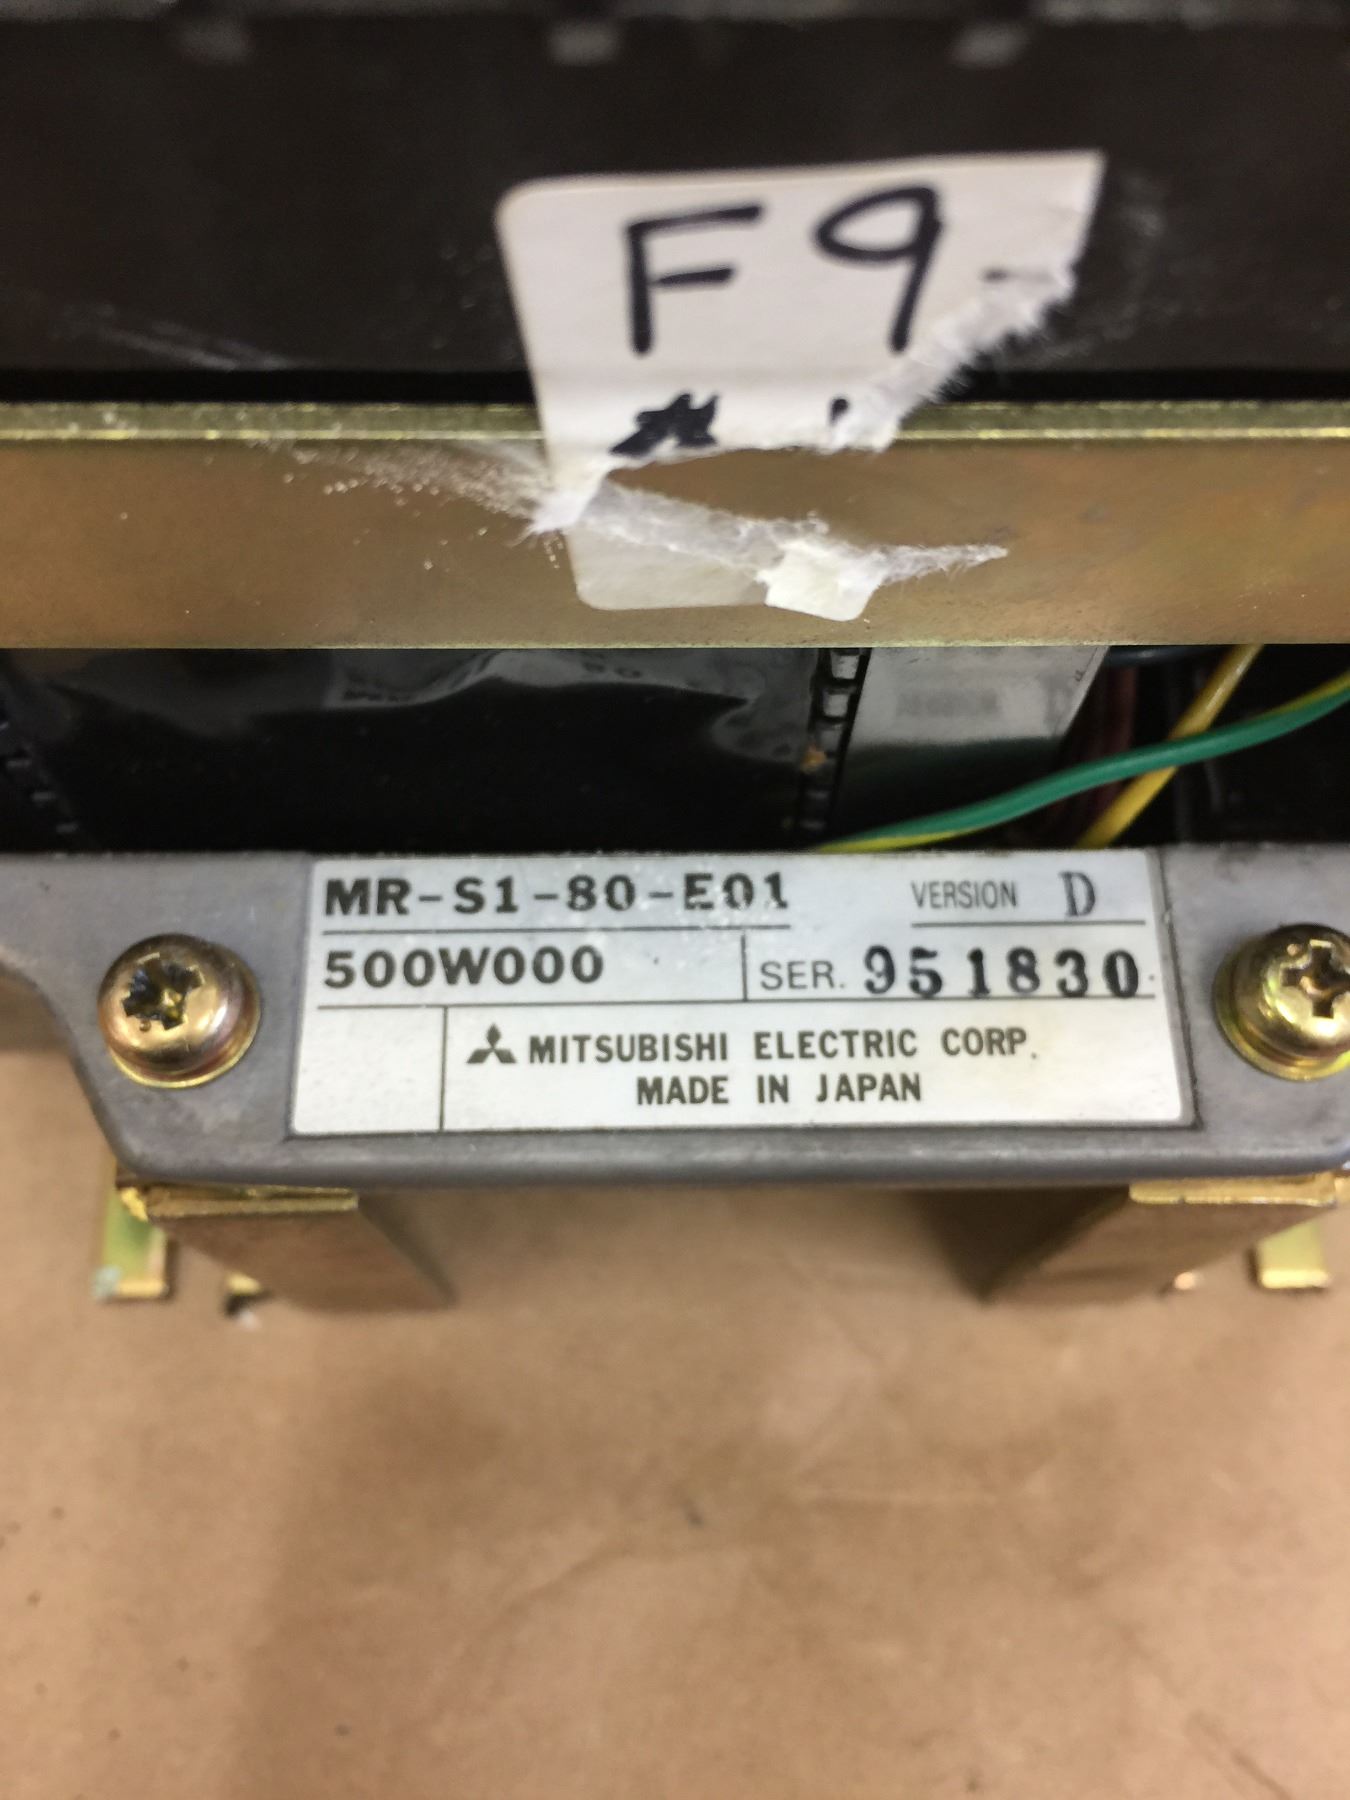 F9
MR-S1-80-E01 VERSION D
500W000 SER. 951830
MITSUBISHI ELECTRIC CORP.
MADE IN JAPAN